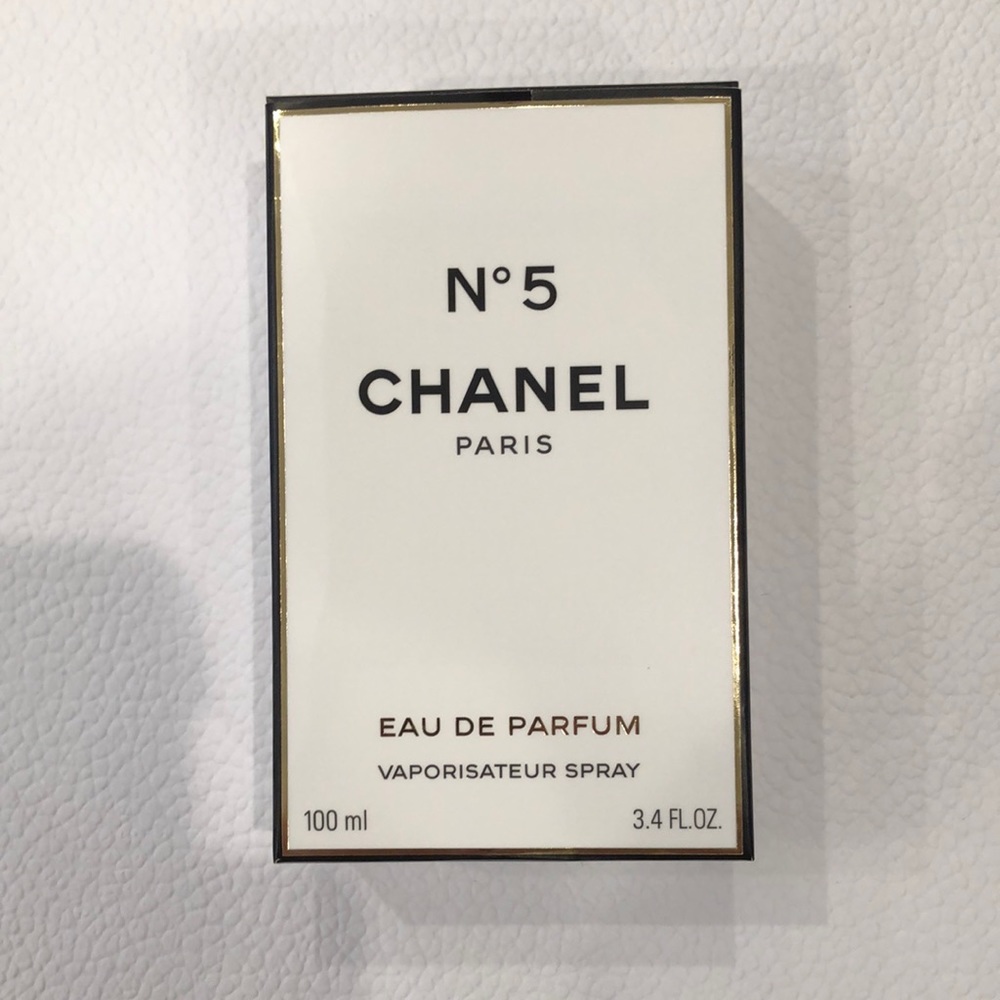 N°5
CHANEL
PARIS
EAU DE PARFUM
VAPORISATEUR SPRAY
100 ml 3.4 FL.OZ.